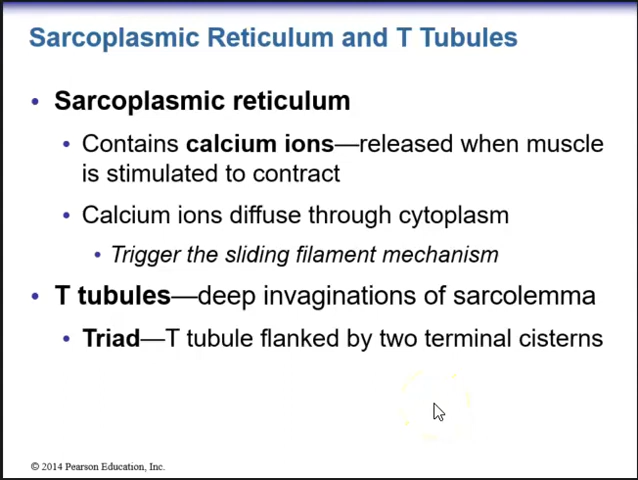 Sarcoplasmic Reticulum and T Tubules
• Sarcoplasmic reticulum
• Contains calcium ions—released when muscle
is stimulated to contract
• Calcium ions diffuse through cytoplasm
• Trigger the sliding filament mechanism
• T tubules—deep invaginations of sarcolemma
• Triad—T tubule flanked by two terminal cisterns
© 2014 Pearson Education, Inc.